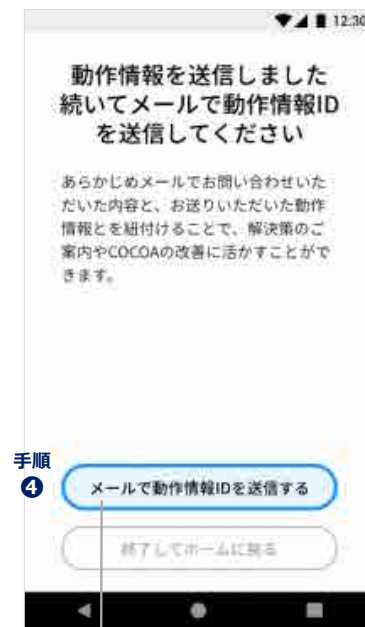 12:30
動作情報を送信しました
続いてメールで動作情報ID
を送信してください
あらかじめメールでお問い合わせいた
だいた内容と、お送りいただいた動作
情報とを紐付けることで、解決策のご
案内やCOCOAの改善に活かすことがで
きます。
手順
❹
メールで動作情報IDを送信する
終了してホームに戻る